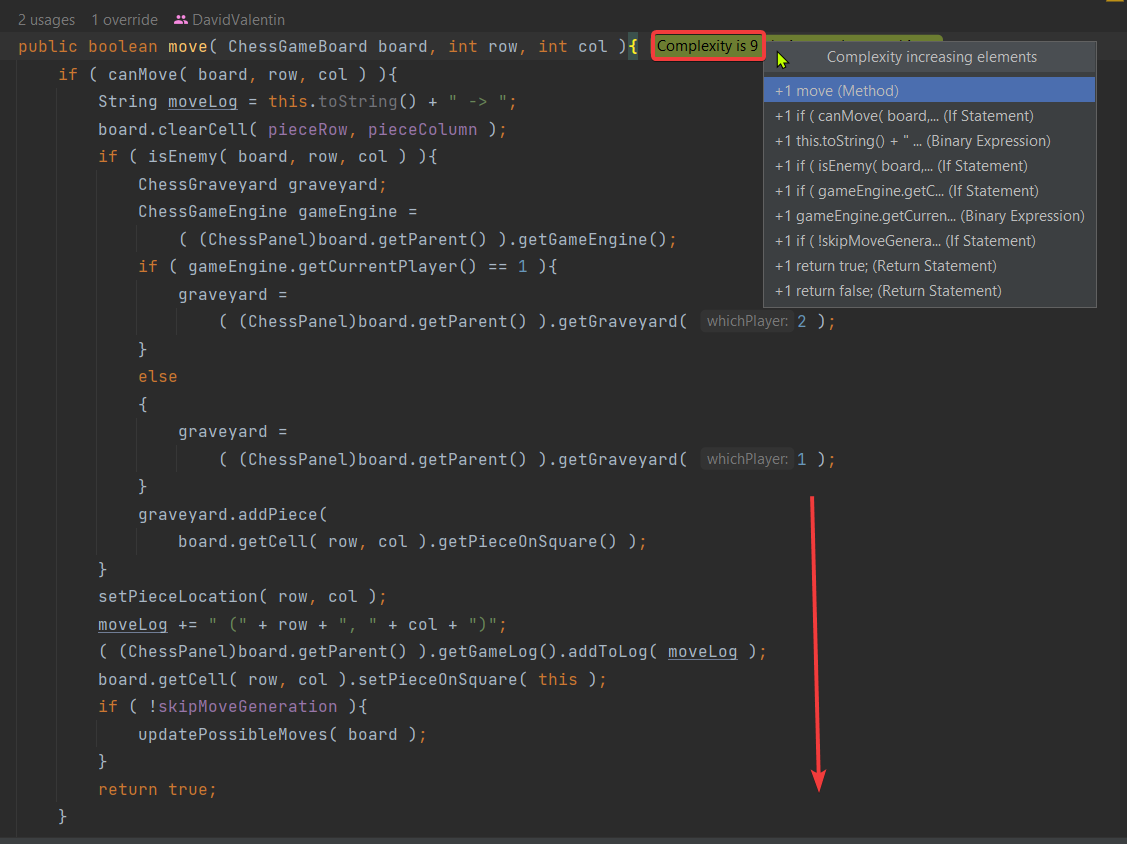 2 usages 1 override DavidValentin
public boolean move( ChessGameBoard board, int row, int col ){ Complexity is 9
Complexity increasing elements
if ( canMove( board, row, col ) ){
+1 move (Method)
String moveLog = this.toString() + " -> ";
+1 if ( canMove( board,... (If Statement)
board.clearCell( pieceRow, pieceColumn );
+1 this.toString() + " ... (Binary Expression)
if ( isEnemy( board, row, col ) ){
+1 if ( isEnemy( board,... (If Statement)
ChessGraveyard graveyard;
+1 if ( gameEngine.getC... (If Statement)
ChessGameEngine gameEngine =
+1 gameEngine.getCurren... (Binary Expression)
( (ChessPanel)board.getParent() ).getGameEngine();
+1 if ( !skipMoveGenera... (If Statement)
if ( gameEngine.getCurrentPlayer() == 1 ){
+1 return true; (Return Statement)
graveyard =
+1 return false; (Return Statement)
( (ChessPanel)board.getParent() ).getGraveyard( whichPlayer: 2 );
}
else
{
graveyard =
( (ChessPanel)board.getParent() ).getGraveyard( whichPlayer: 1 );
}
graveyard.addPiece(
board.getCell( row, col ).getPieceOnSquare() );
}
setPieceLocation( row, col );
moveLog += " (" + row + ", " + col + ")";
( (ChessPanel)board.getParent() ).getGameLog().addToLog( moveLog );
board.getCell( row, col ).setPieceOnSquare( this );
if ( !skipMoveGeneration ){
updatePossibleMoves( board );
}
return true;
}